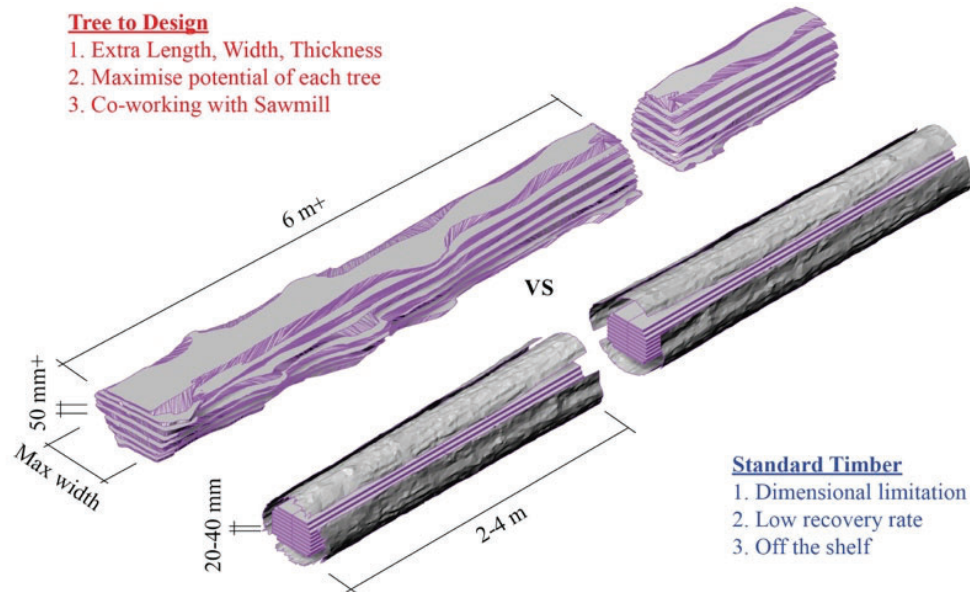 Tree to Design
1. Extra Length, Width, Thickness
2. Maximise potential of each tree
3. Co-working with Sawmill
6 m+
VS
50 mm+
Max width
20-40 mm
2-4 m
Standard Timber
1. Dimensional limitation
2. Low recovery rate
3. Off the shelf